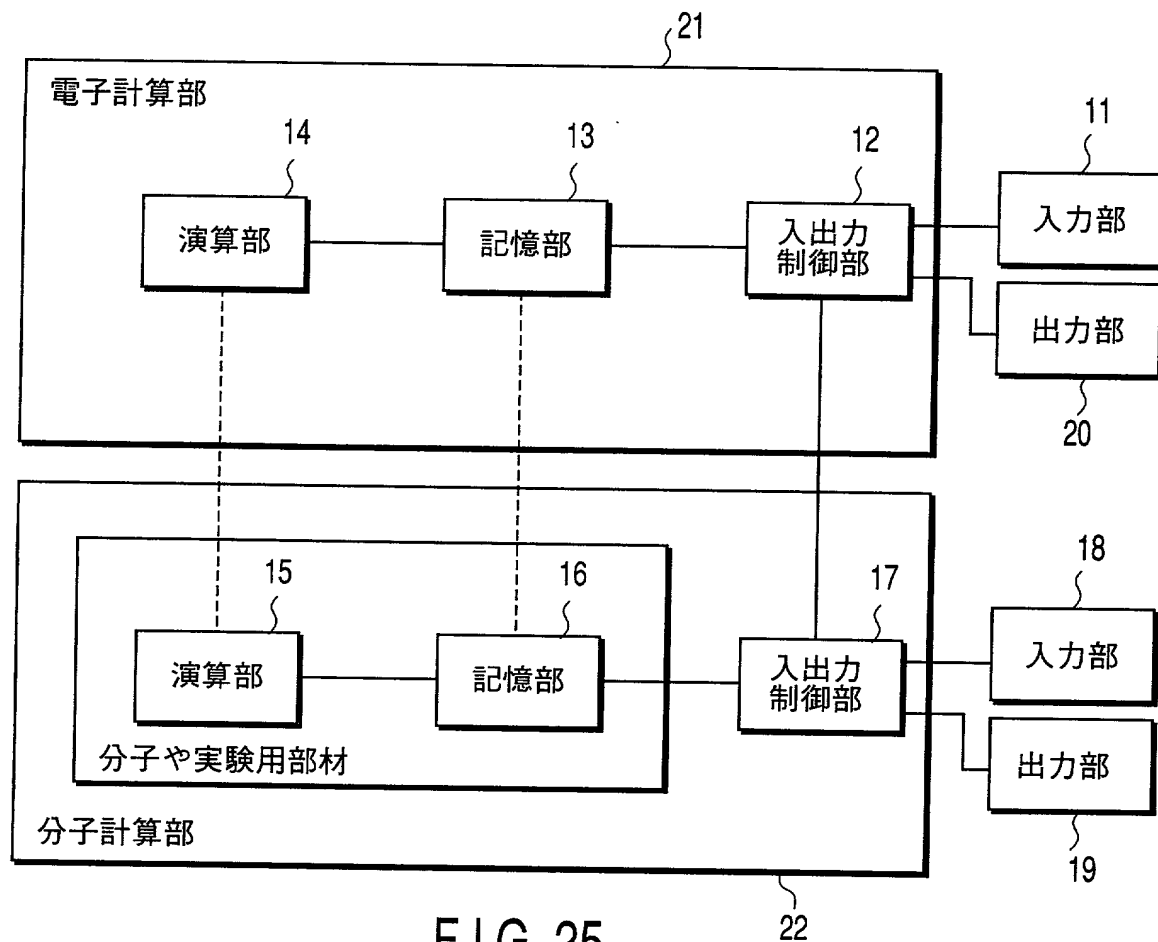 21
電子計算部
14
13
12
11
演算部
記憶部
入出力
制御部
入力部
出力部
20
15
16
17
18
演算部
記憶部
入出力
制御部
入力部
分子や実験用部材
出力部
分子計算部
19
22
FIG. 25